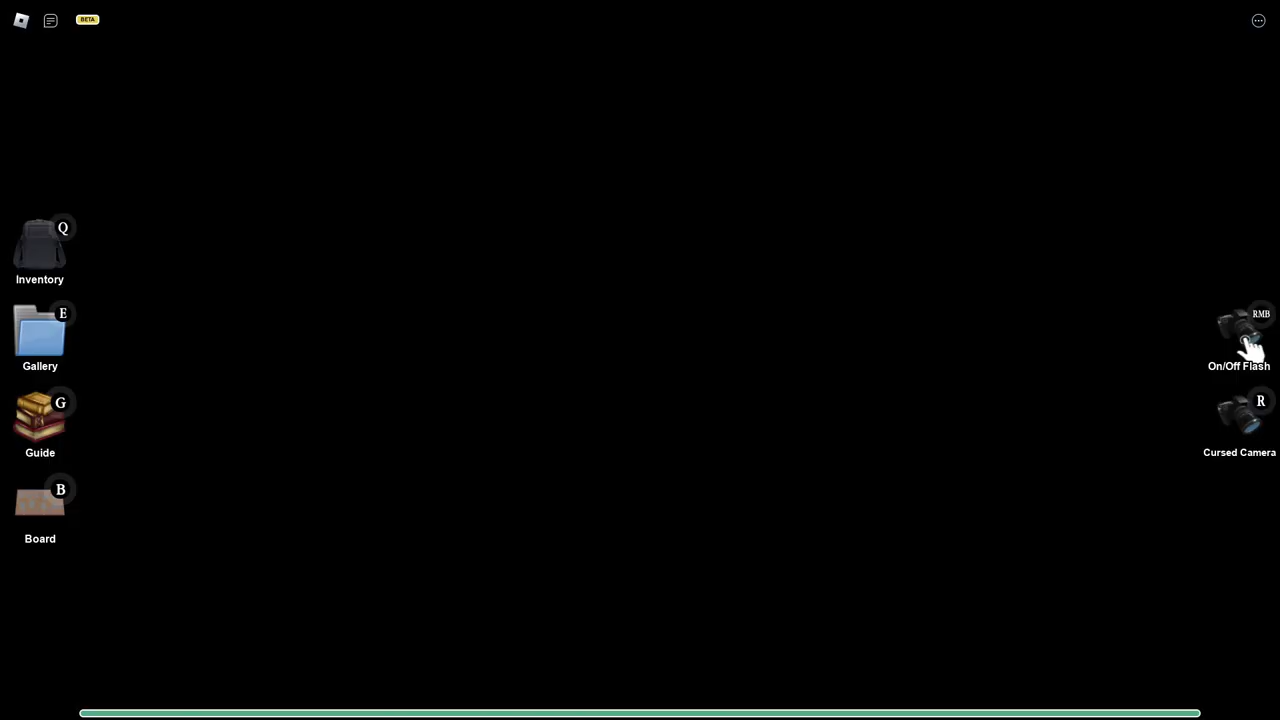 BETA
Q
Inventory
E
Gallery
G
Guide
B
Board
RMB
On/Off Flash
R
Cursed Camera